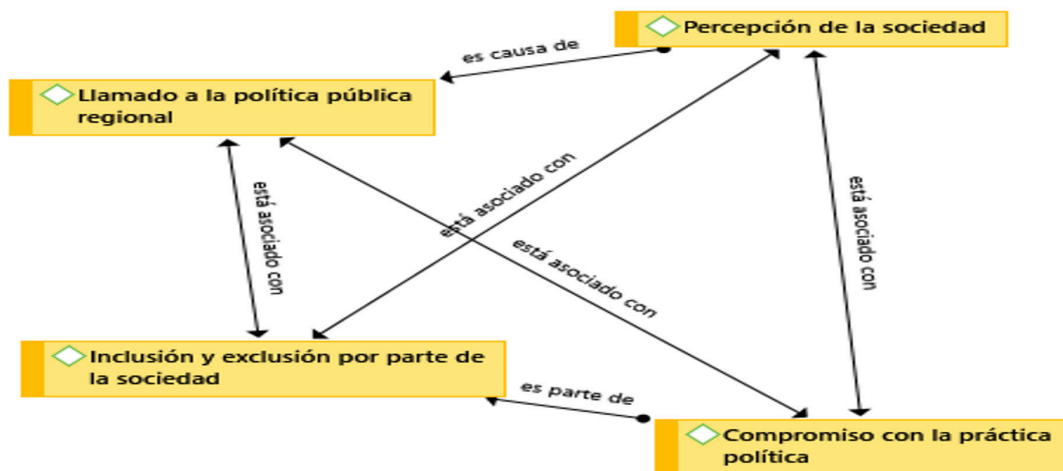 Percepción de la sociedad
es causa de
Llamado a la política pública
regional
está asociado con
está asociado con
está asociado con
está asociado con
Inclusión y exclusión por parte de
la sociedad
es parte de
Compromiso con la práctica
política